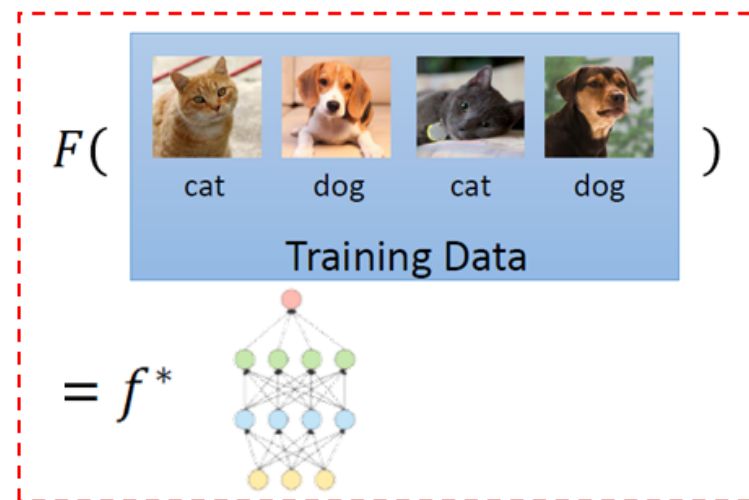 F( )
cat dog cat dog
Training Data
= f*